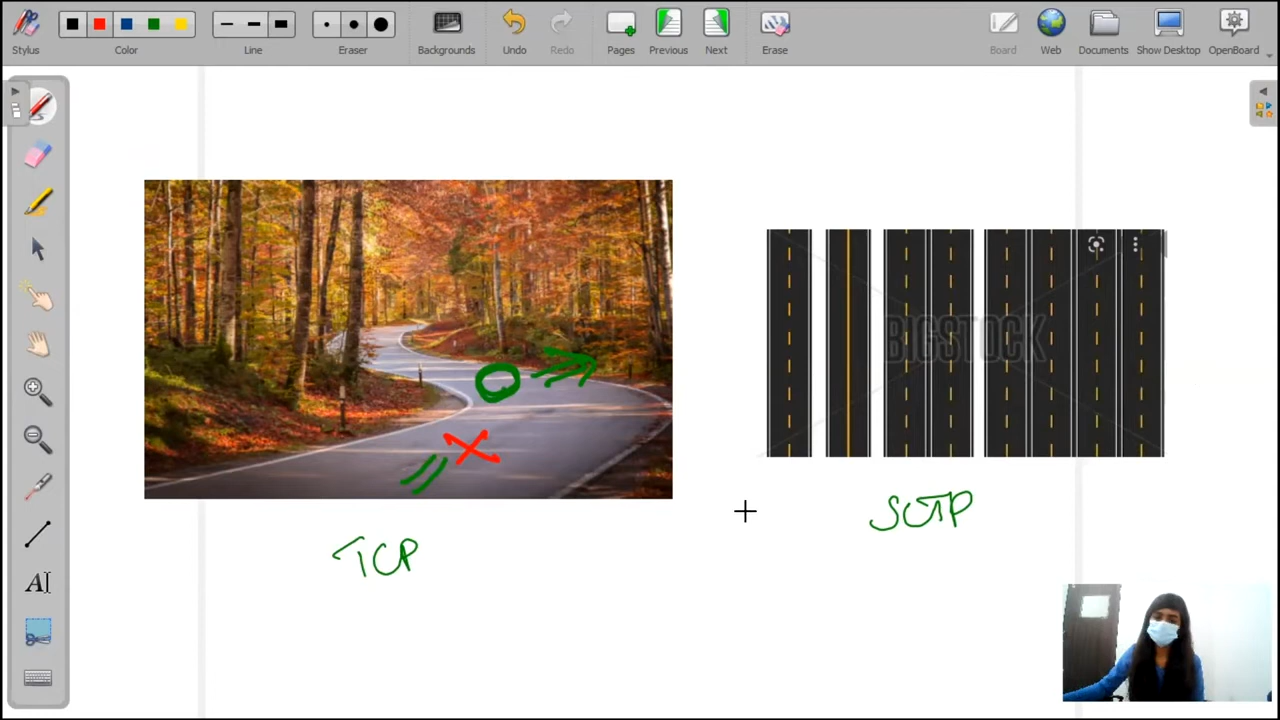 Stylus
Color
Line
Eraser
Backgrounds
Undo
Redo
Pages
Previous
Next
Erase
Board
Web
Documents
Show Desktop
OpenBoard
BIGSTOCK
TCP
SCTP